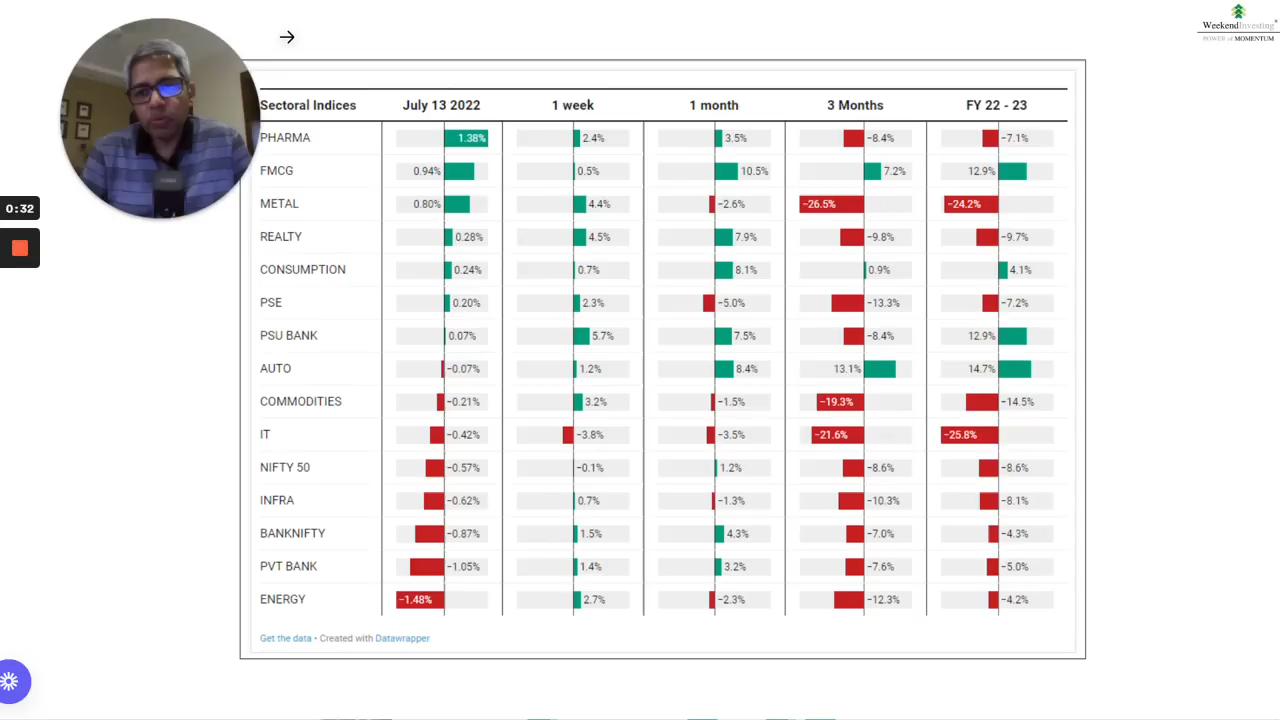 WeekendInvesting
POWER of MOMENTUM
→
Sectoral Indices July 13 2022 1 week 1 month 3 Months FY 22 - 23
PHARMA 1.38% 2.4% 3.5% −8.4% −7.1%
FMCG 0.94% 0.5% 10.5% 7.2% 12.9%
METAL 0.80% 4.4% −2.6% −26.5% −24.2%
0:32
REALTY 0.28% 4.5% 7.9% −9.8% −9.7%
CONSUMPTION 0.24% 0.7% 8.1% 0.9% 4.1%
PSE 0.20% 2.3% −5.0% −13.3% −7.2%
PSU BANK 0.07% 5.7% 7.5% −8.4% 12.9%
AUTO −0.07% 1.2% 8.4% 13.1% 14.7%
COMMODITIES −0.21% 3.2% −1.5% −19.3% −14.5%
IT −0.42% −3.8% −3.5% −21.6% −25.8%
NIFTY 50 −0.57% −0.1% 1.2% −8.6% −8.6%
INFRA −0.62% 0.7% −1.3% −10.3% −8.1%
BANKNIFTY −0.87% 1.5% 4.3% −7.0% −4.3%
PVT BANK −1.05% 1.4% 3.2% −7.6% −5.0%
ENERGY −1.48% 2.7% −2.3% −12.3% −4.2%
Get the data • Created with Datawrapper